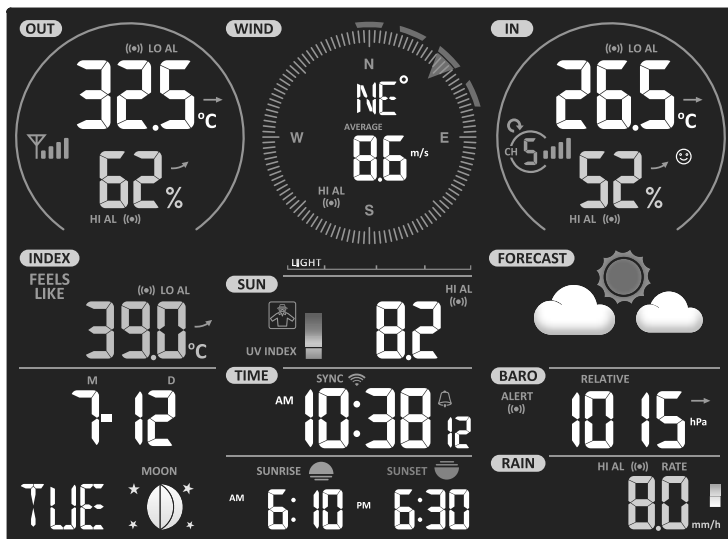 OUT
((•)) LO AL
32.5 °C
62 %
HI AL ((•))
WIND
N
NE°
W
E
AVERAGE
8.6 m/s
HI AL
((•))
S
IN
((•)) LO AL
26.5 °C
CH 5
52 %
HI AL ((•))
INDEX
FEELS
LIKE
((•)) LO AL
39.0 °C
LIGHT
SUN
HI AL
((•))
UV INDEX
8.2
FORECAST
M D
7-12
TUE
MOON
TIME
SYNC
AM 10:38 12
SUNRISE
AM 6:10
SUNSET
PM 6:30
BARO
RELATIVE
ALERT
((•))
1015 hPa
RAIN
HI AL ((•)) RATE
8.0 mm/h